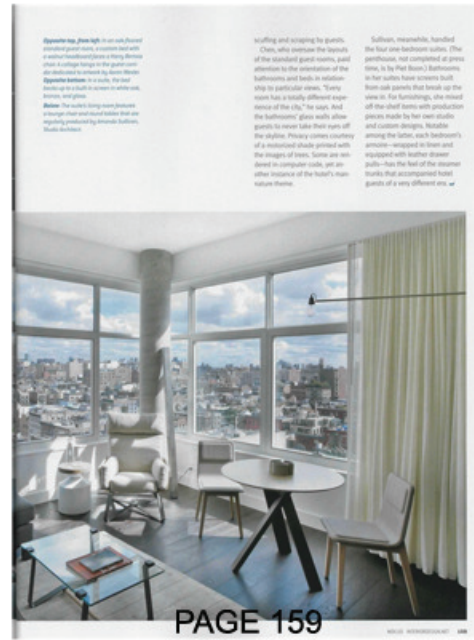 Opposite top, from left: In an oak-floored
standard guest room, a custom bed with
a walnut headboard faces a Harry Bertoia
chair. A collage hangs in the guest corri-
dor dedicated to artwork by
Opposite bottom: In a suite, the bed
backs up to a built-in screen in white oak,
bronze, and glass.
Below: The suite's living room features
a lounge chair and round tables that are
regularly produced by Amanda Sullivan,
Studio Architect.
scuffing and scraping by guests.
Chen, who oversaw the layouts
of the standard guest rooms, paid
attention to the orientation of the
bathrooms and beds in relation-
ship to particular views. "Every
room has a totally different expe-
rience of the city," he says. And
the bathrooms' glass walls allow
guests to never take their eyes off
the skyline. Privacy comes courtesy
of a motorized shade printed with
the images of trees. Some are ren-
dered in computer code, yet an-
other instance of the hotel's man-
nature theme.
Sullivan, meanwhile, handled
the four one-bedroom suites. (The
penthouse, not completed at press
time, is by Piet Boon.) Bathrooms
in her suites have screens built
from oak panels that break up the
view in. For furnishings, she mixed
off-the-shelf items with production
pieces made by her own studio
and custom designs. Notable
among the latter, each bedroom's
armoire—wrapped in linen and
equipped with leather drawer
pulls—has the feel of the steamer
trunks that accompanied hotel
guests of a very different era.
PAGE 159
INTERIORDESIGN.NET 159